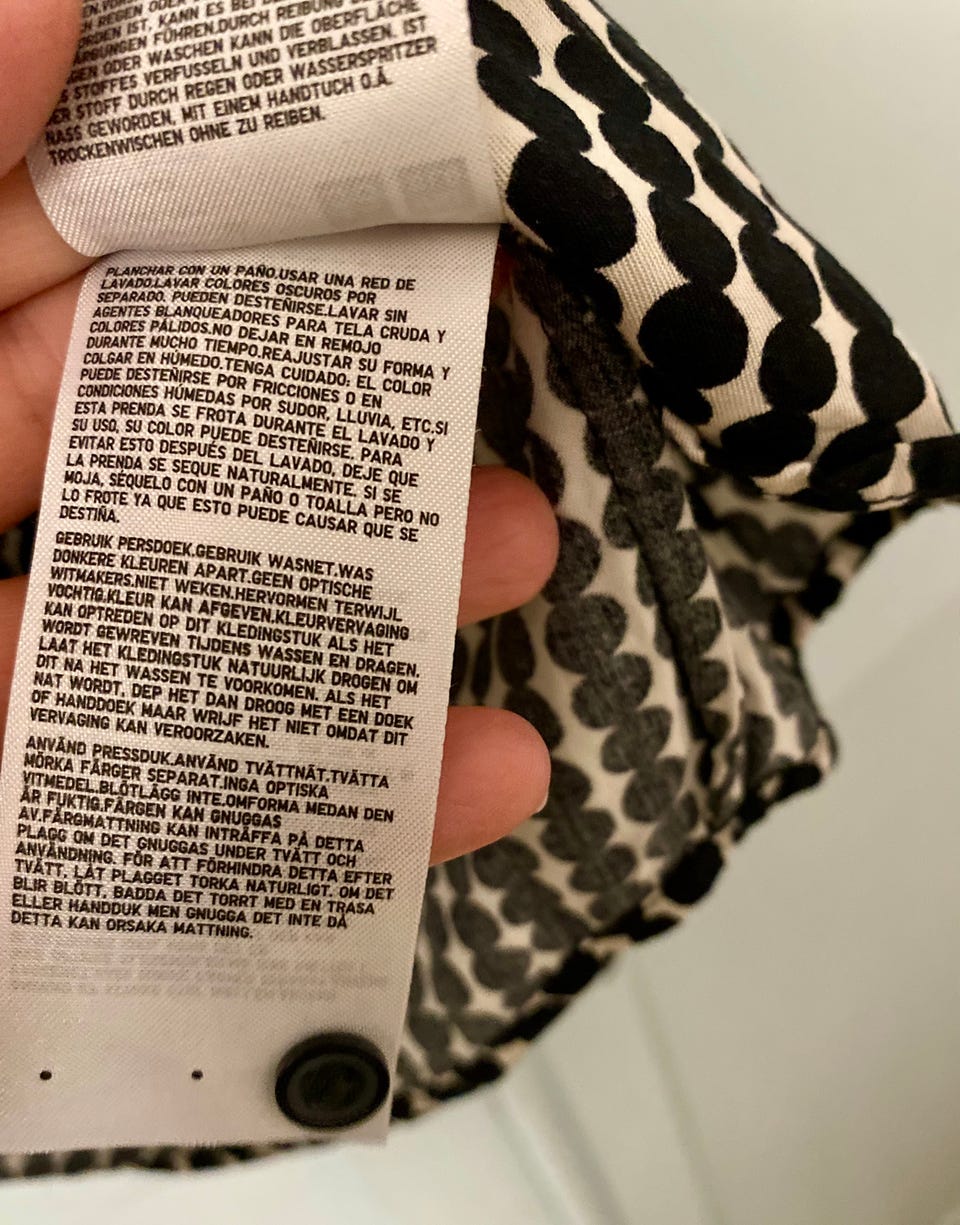 REGEN ODER
IST, KANN ES BEI
FÜHREN.DURCH REIBUNG
ODER WASCHEN KANN DIE OBERFLÄCHE
STOFFES VERFUSSELN UND VERBLASSEN. IST
STOFF DURCH REGEN ODER WASSERSPRITZER
NASS GEWORDEN, MIT EINEM HANDTUCH O.Ä.
TROCKENWISCHEN OHNE ZU REIBEN.
PLANCHAR CON UN PAÑO.USAR UNA RED DE
LAVADO.LAVAR COLORES OSCUROS POR
SEPARADO. PUEDEN DESTEÑIRSE.LAVAR SIN
AGENTES BLANQUEADORES PARA TELA CRUDA Y
COLORES PÁLIDOS.NO DEJAR EN REMOJO
DURANTE MUCHO TIEMPO.REAJUSTAR SU FORMA Y
COLGAR EN HÚMEDO.TENGA CUIDADO: EL COLOR
PUEDE DESTEÑIRSE POR FRICCIONES O EN
CONDICIONES HÚMEDAS POR SUDOR, LLUVIA, ETC.SI
ESTA PRENDA SE FROTA DURANTE EL LAVADO Y
SU USO, SU COLOR PUEDE DESTEÑIRSE. PARA
EVITAR ESTO DESPUÉS DEL LAVADO, DEJE QUE
LA PRENDA SE SEQUE NATURALMENTE. SI SE
MOJA, SÉQUELO CON UN PAÑO O TOALLA PERO NO
LO FROTE YA QUE ESTO PUEDE CAUSAR QUE SE
DESTIÑA.
GEBRUIK PERSDOEK.GEBRUIK WASNET.WAS
DONKERE KLEUREN APART.GEEN OPTISCHE
WITMAKERS.NIET WEKEN.HERVORMEN TERWIJL
VOCHTIG.KLEUR KAN AFGEVEN.KLEURVERVAGING
KAN OPTREDEN OP DIT KLEDINGSTUK ALS HET
WORDT GEWREVEN TIJDENS WASSEN EN DRAGEN.
LAAT HET KLEDINGSTUK NATUURLIJK DROGEN OM
DIT NA HET WASSEN TE VOORKOMEN. ALS HET
NAT WORDT, DEP HET DAN DROOG MET EEN DOEK
OF HANDDOEK MAAR WRIJF HET NIET OMDAT DIT
VERVAGING KAN VEROORZAKEN.
ANVÄND PRESSDUK.ANVÄND TVÄTTNÄT.TVÄTTA
MÖRKA FÄRGER SEPARAT.INGA OPTISKA
VITMEDEL.BLÖTLÄGG INTE.OMFORMA MEDAN DEN
ÄR FUKTIG.FÄRGEN KAN GNUGGAS
AV.FÄRGMATTNING KAN INTRÄFFA PÅ DETTA
PLAGG OM DET GNUGGAS UNDER TVÄTT OCH
ANVÄNDNING. FÖR ATT FÖRHINDRA DETTA EFTER
TVÄTT, LÅT PLAGGET TORKA NATURLIGT. OM DET
BLIR BLÖTT, BADDA DET TORRT MED EN TRASA
ELLER HANDDUK MEN GNUGGA DET INTE DÅ
DETTA KAN ORSAKA MATTNING.